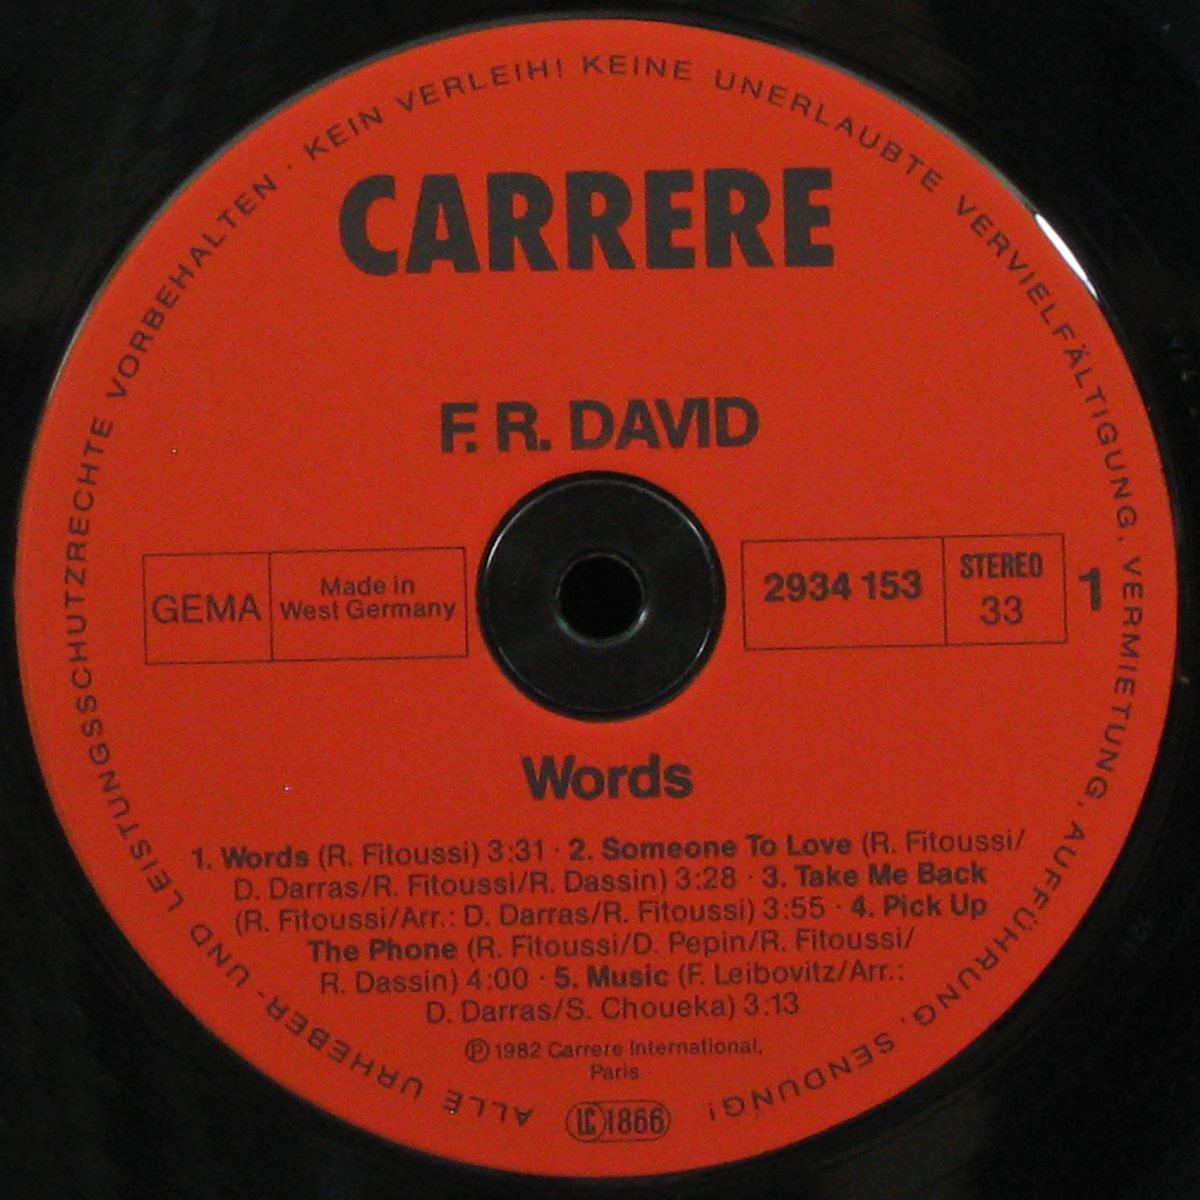 ALLE URHEBER- UND LEISTUNGSSCHUTZRECHTE VORBEHALTEN · KEIN VERLEIH! KEINE UNERLAUBTE VERVIELFÄLTIGUNG, VERMIETUNG, AUFFÜHRUNG, SENDUNG!
CARRERE
F. R. DAVID
GEMA
Made in
West Germany
2934 153
STEREO
33
1
Words
1. Words (R. Fitoussi) 3:31 · 2. Someone To Love (R. Fitoussi/
D. Darras/R. Fitoussi/R. Dassin) 3:28 · 3. Take Me Back
(R. Fitoussi/Arr.: D. Darras/R. Fitoussi) 3:55 · 4. Pick Up
The Phone (R. Fitoussi/D. Pepin/R. Fitoussi/
R. Dassin) 4:00 · 5. Music (F. Leibovitz/Arr.:
D. Darras/S. Choueka) 3:13
℗ 1982 Carrere International,
Paris
LC 1866